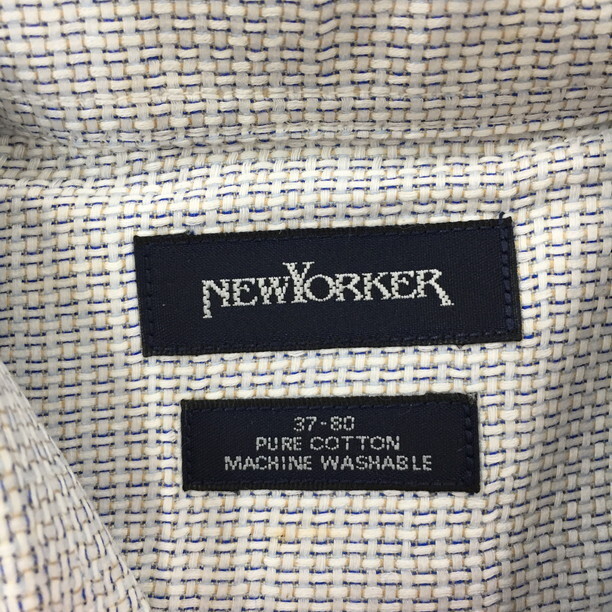 NEWYORKER
37-80
PURE COTTON
MACHINE WASHABLE